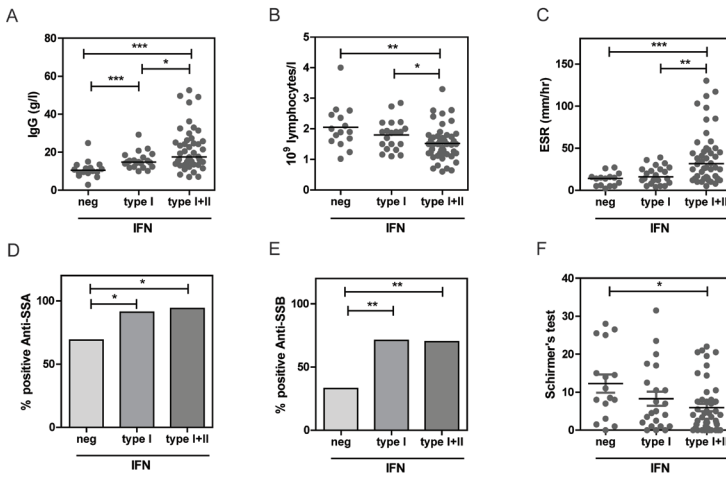 A
IgG (g/l)
80
60
40
20
0
***
***
*
neg type I type I+II
IFN
B
10⁹ lymphocytes/l
5
4
3
2
1
0
**
*
neg type I type I+II
IFN
C
ESR (mm/hr)
150
100
50
0
***
**
neg type I type I+II
IFN
D
% positive Anti-SSA
100
50
0
*
*
neg type I type I+II
IFN
E
% positive Anti-SSB
100
50
0
**
**
neg type I type I+II
IFN
F
Schirmer's test
40
30
20
10
0
*
neg type I type I+II
IFN